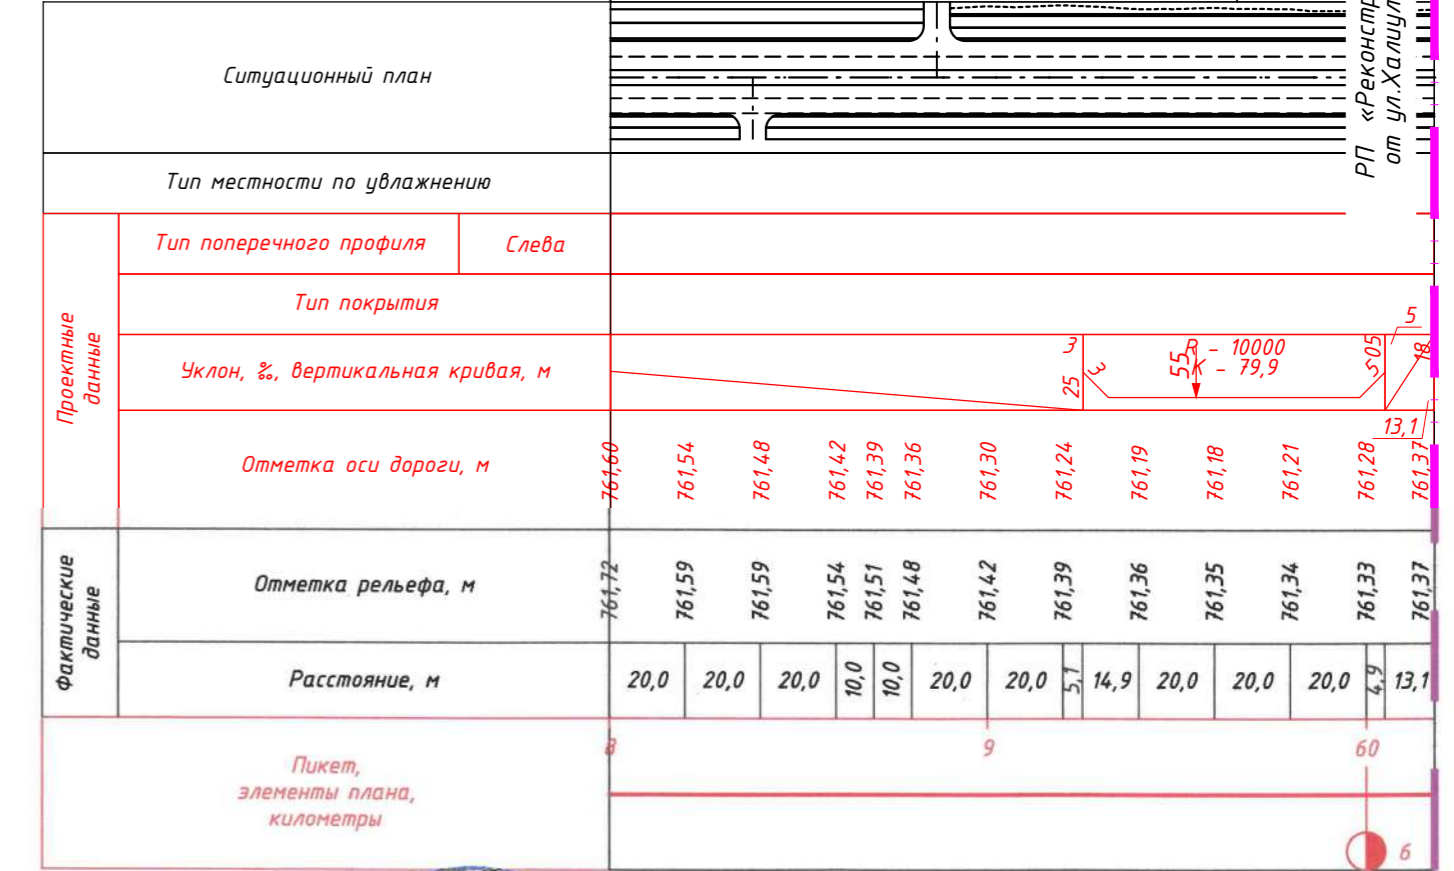 Ситуационный план
РП «Реконстр
от ул.Халиул
Тип местности по увлажнению
Проектные
данные
Тип поперечного профиля
Слева
Тип покрытия
Уклон, ‰, вертикальная кривая, м
3
25
3
R - 10000
K - 79,9
55
5
05
5
18
13,1
Отметка оси дороги, м
761,60 761,54 761,48 761,42 761,39 761,36 761,30 761,24 761,19 761,18 761,21 761,28 761,37
Фактические
данные
Отметка рельефа, м
761,72 761,59 761,59 761,54 761,51 761,48 761,42 761,39 761,36 761,35 761,34 761,33 761,37
Расстояние, м
20,0 20,0 20,0 10,0 10,0 20,0 20,0 5,1 14,9 20,0 20,0 20,0 4,9 13,1
Пикет,
элементы плана,
километры
8 9 60
6